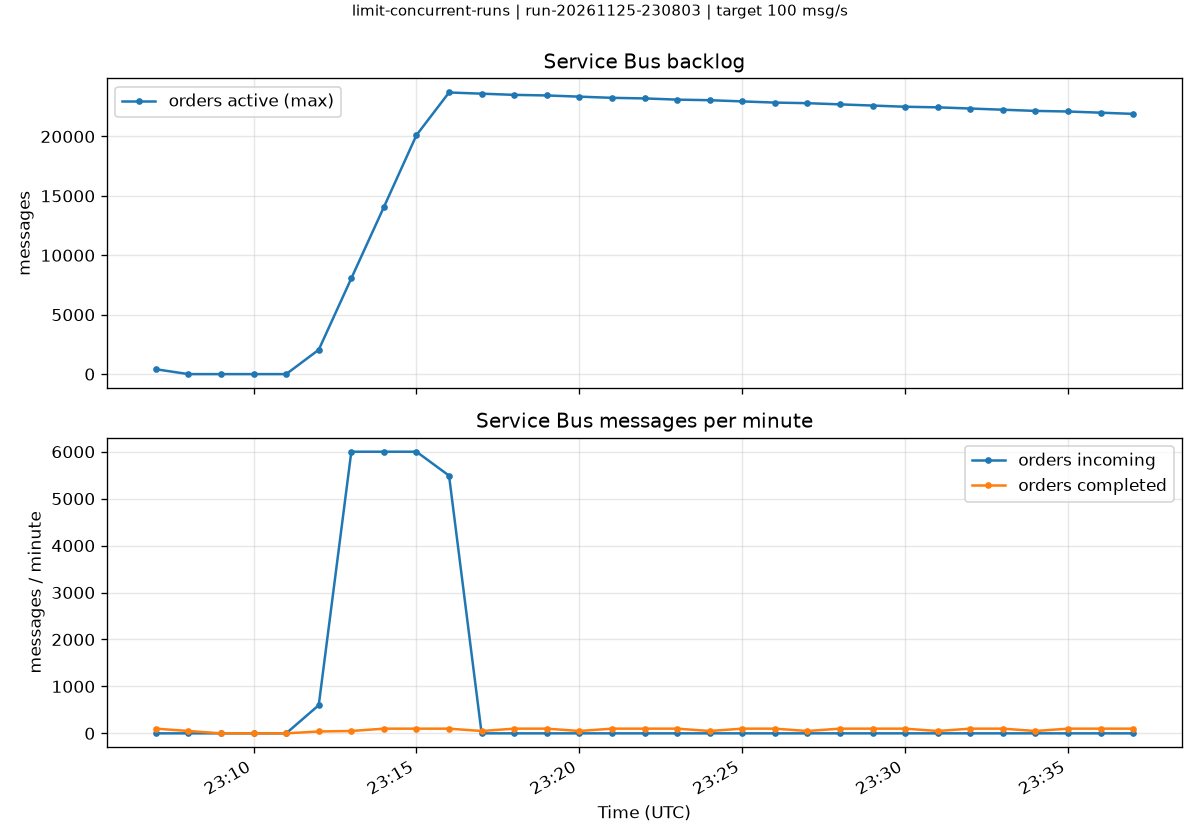 limit-concurrent-runs | run-20261125-230803 | target 100 msg/s
Service Bus backlog
orders active (max)
messages
20000
15000
10000
5000
0
Service Bus messages per minute
orders incoming
orders completed
messages / minute
6000
5000
4000
3000
2000
1000
0
23:10
23:15
23:20
23:25
23:30
23:35
Time (UTC)